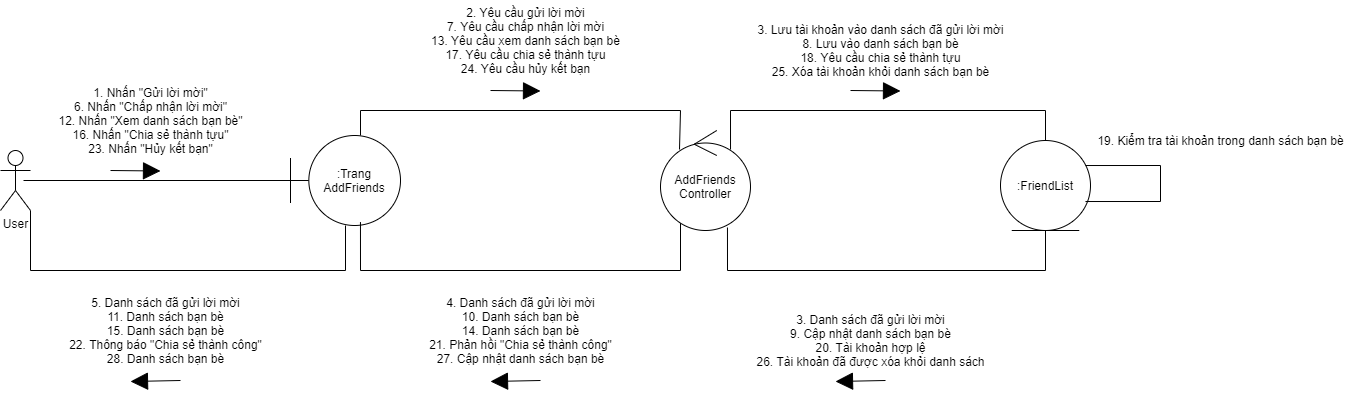 2. Yêu cầu gửi lời mời
7. Yêu cầu chấp nhận lời mời
13. Yêu cầu xem danh sách bạn bè
17. Yêu cầu chia sẻ thành tựu
24. Yêu cầu hủy kết bạn
3. Lưu tài khoản vào danh sách đã gửi lời mời
8. Lưu vào danh sách bạn bè
18. Yêu cầu chia sẻ thành tựu
25. Xóa tài khoản khỏi danh sách bạn bè
1. Nhấn "Gửi lời mời"
6. Nhấn "Chấp nhận lời mời"
12. Nhấn "Xem danh sách bạn bè"
16. Nhấn "Chia sẻ thành tựu"
23. Nhấn "Hủy kết bạn"
19. Kiểm tra tài khoản trong danh sách bạn bè
:Trang
AddFriends
AddFriends
Controller
:FriendList
User
5. Danh sách đã gửi lời mời
11. Danh sách bạn bè
15. Danh sách bạn bè
22. Thông báo "Chia sẻ thành công"
28. Danh sách bạn bè
4. Danh sách đã gửi lời mời
10. Danh sách bạn bè
14. Danh sách bạn bè
21. Phản hồi "Chia sẻ thành công"
27. Cập nhật danh sách bạn bè
3. Danh sách đã gửi lời mời
9. Cập nhật danh sách bạn bè
20. Tài khoản hợp lệ
26. Tài khoản đã được xóa khỏi danh sách